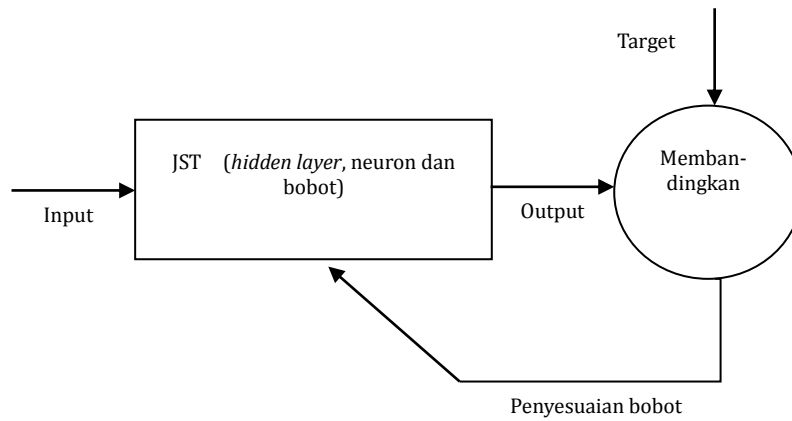 Target
JST (hidden layer, neuron dan
bobot)
Memban-
dingkan
Input
Output
Penyesuaian bobot